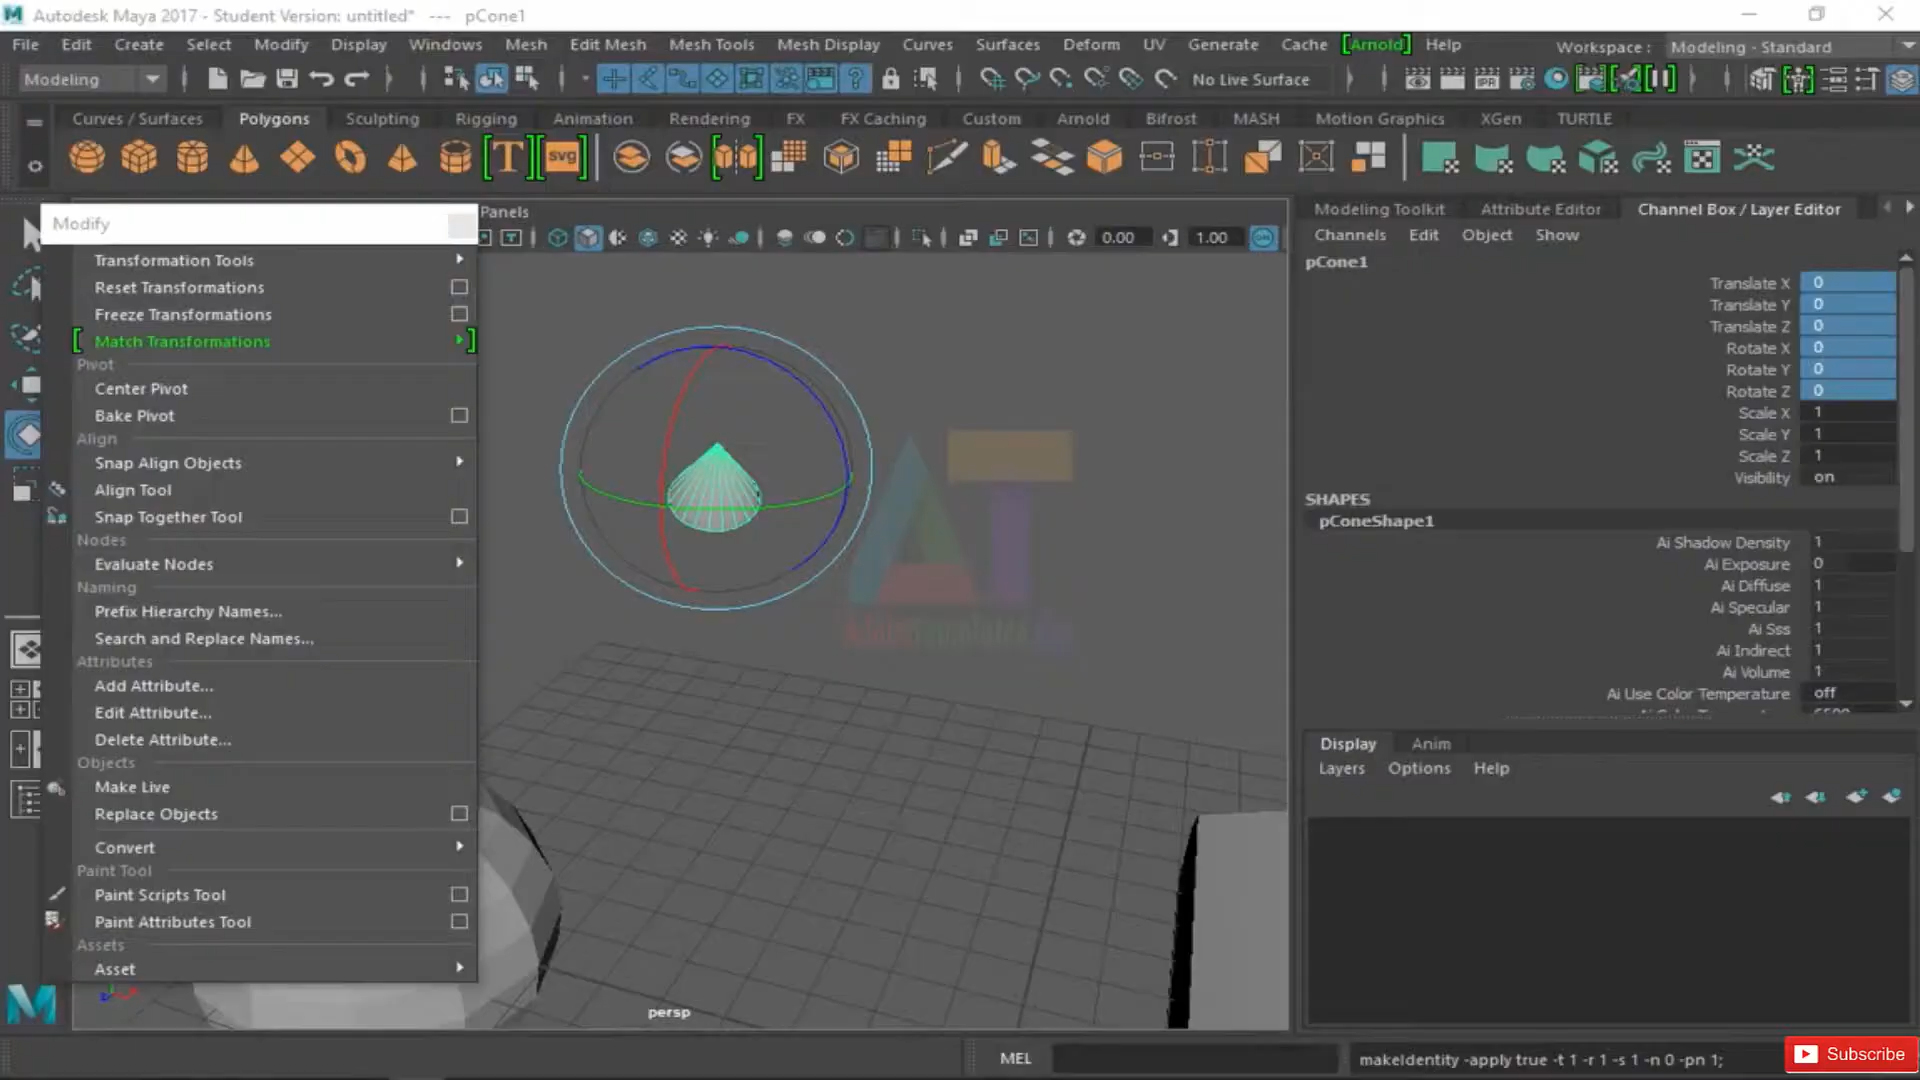 Autodesk Maya 2017 - Student Version: untitled* --- pCone1
File Edit Create Select Modify Display Windows Mesh Edit Mesh Mesh Tools Mesh Display Curves Surfaces Deform UV Generate Cache [Arnold] Help Workspace : Modeling - Standard
Modeling No Live Surface
Curves / Surfaces Polygons Sculpting Rigging Animation Rendering FX FX Caching Custom Arnold Bifrost MASH Motion Graphics XGen TURTLE
T svg
Modify
Transformation Tools
Reset Transformations
Freeze Transformations
Match Transformations
Pivot
Center Pivot
Bake Pivot
Align
Snap Align Objects
Align Tool
Snap Together Tool
Nodes
Evaluate Nodes
Naming
Prefix Hierarchy Names...
Search and Replace Names...
Attributes
Add Attribute...
Edit Attribute...
Delete Attribute...
Objects
Make Live
Replace Objects
Convert
Paint Tool
Paint Scripts Tool
Paint Attributes Tool
Assets
Asset
Panels
0.00 1.00
persp
Modeling Toolkit Attribute Editor Channel Box / Layer Editor
Channels Edit Object Show
pCone1
Translate X 0
Translate Y 0
Translate Z 0
Rotate X 0
Rotate Y 0
Rotate Z 0
Scale X 1
Scale Y 1
Scale Z 1
Visibility on
SHAPES
pConeShape1
Ai Shadow Density 1
Ai Exposure 0
Ai Diffuse 1
Ai Specular 1
Ai Sss 1
Ai Indirect 1
Ai Volume 1
Ai Use Color Temperature off
Display Anim
Layers Options Help
MEL
makeIdentity -apply true -t 1 -r 1 -s 1 -n 0 -pn 1;
Subscribe